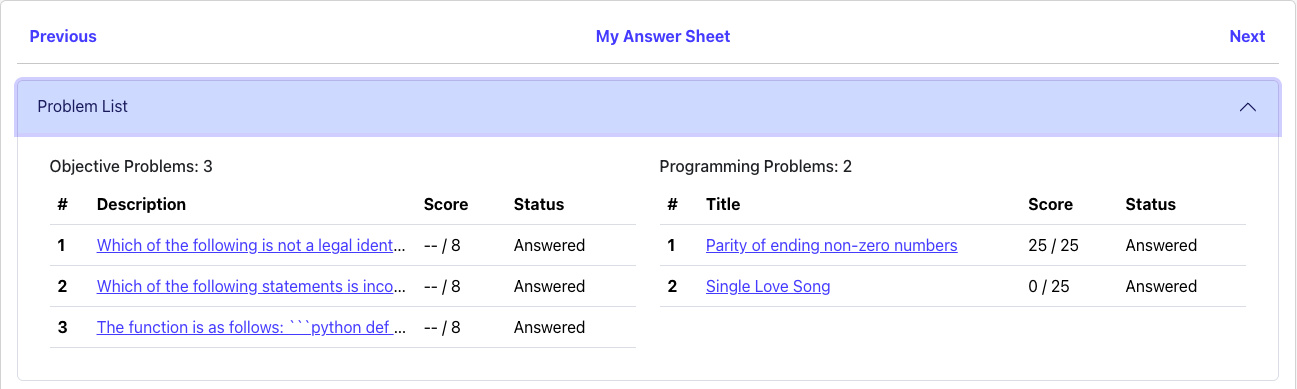 Previous My Answer Sheet Next
Problem List
Objective Problems: 3
# Description Score Status
1 Which of the following is not a legal ident... -- / 8 Answered
2 Which of the following statements is inco... -- / 8 Answered
3 The function is as follows: ```python def ... -- / 8 Answered
Programming Problems: 2
# Title Score Status
1 Parity of ending non-zero numbers 25 / 25 Answered
2 Single Love Song 0 / 25 Answered